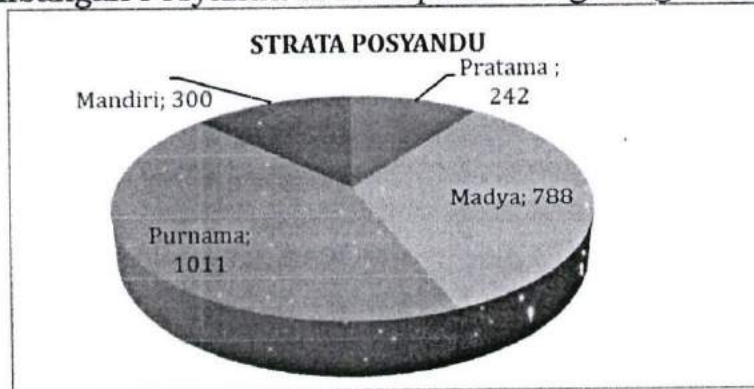 STRATA POSYANDU
Pratama ;
242
Mandiri; 300
Madya; 788
Purnama;
1011